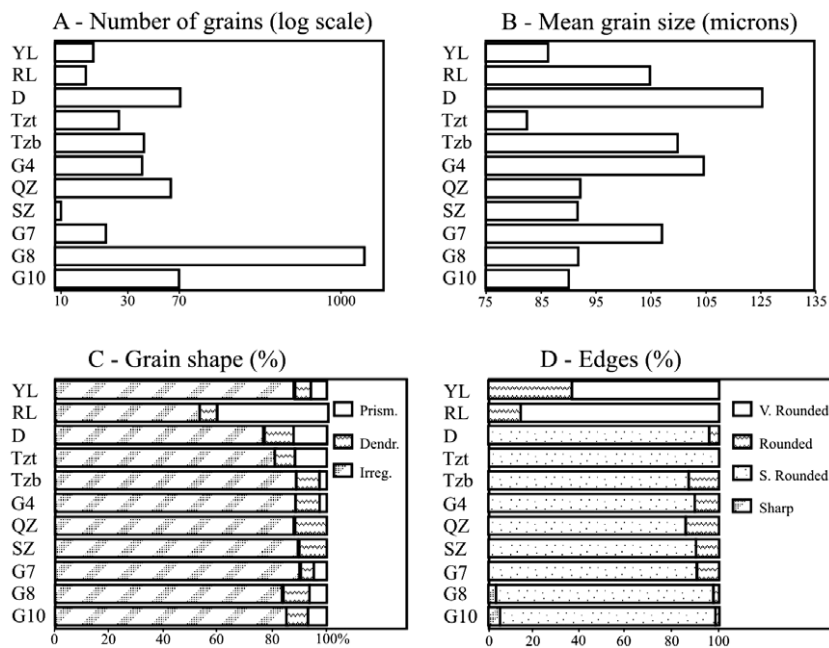 A - Number of grains (log scale)
YL
RL
D
Tzt
Tzb
G4
QZ
SZ
G7
G8
G10
10 30 70 1000
B - Mean grain size (microns)
YL
RL
D
Tzt
Tzb
G4
QZ
SZ
G7
G8
G10
75 85 95 105 105 125 135
C - Grain shape (%)
YL
RL
D
Tzt
Tzb
G4
QZ
SZ
G7
G8
G10
Prism.
Dendr.
Irreg.
0 20 40 60 80 100%
D - Edges (%)
YL
RL
D
Tzt
Tzb
G4
QZ
SZ
G7
G8
G10
V. Rounded
Rounded
S. Rounded
Sharp
0 20 40 60 80 100